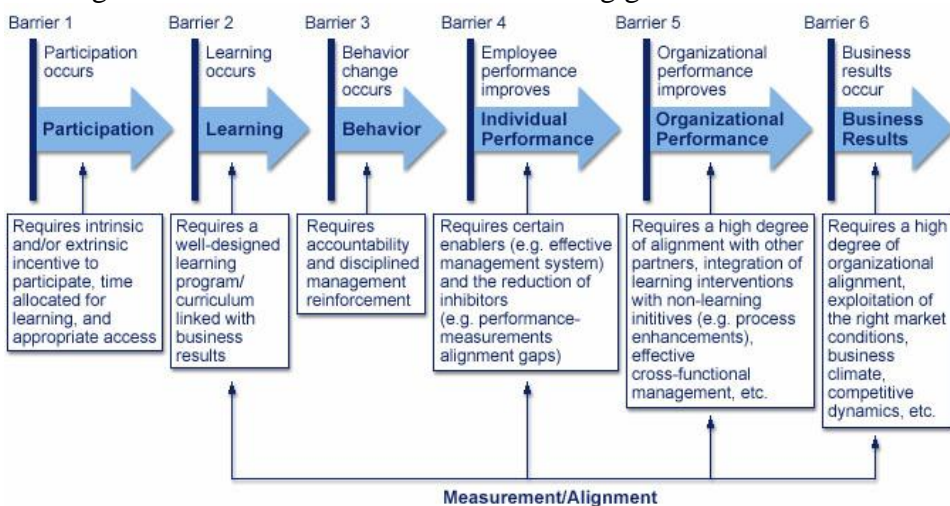 Barrier 1
Participation
occurs
Participation
Requires intrinsic
and/or extrinsic
incentive to
participate, time
allocated for
learning, and
appropriate access
Barrier 2
Learning
occurs
Learning
Requires a
well-designed
learning
program/
curriculum
linked with
business
results
Barrier 3
Behavior
change
occurs
Behavior
Requires
accountability
and disciplined
management
reinforcement
Barrier 4
Employee
performance
improves
Individual
Performance
Requires certain
enablers (e.g. effective
management system)
and the reduction of
inhibitors
(e.g. performance-
measurements
alignment gaps)
Barrier 5
Organizational
performance
improves
Organizational
Performance
Requires a high degree
of alignment with other
partners, integration of
learning interventions
with non-learning
inititives (e.g. process
enhancements),
effective
cross-functional
management, etc.
Barrier 6
Business
results
occur
Business
Results
Requires a high
degree of
organizational
alignment,
exploitation of
the right market
conditions,
business
climate,
competitive
dynamics, etc.
Measurement/Alignment